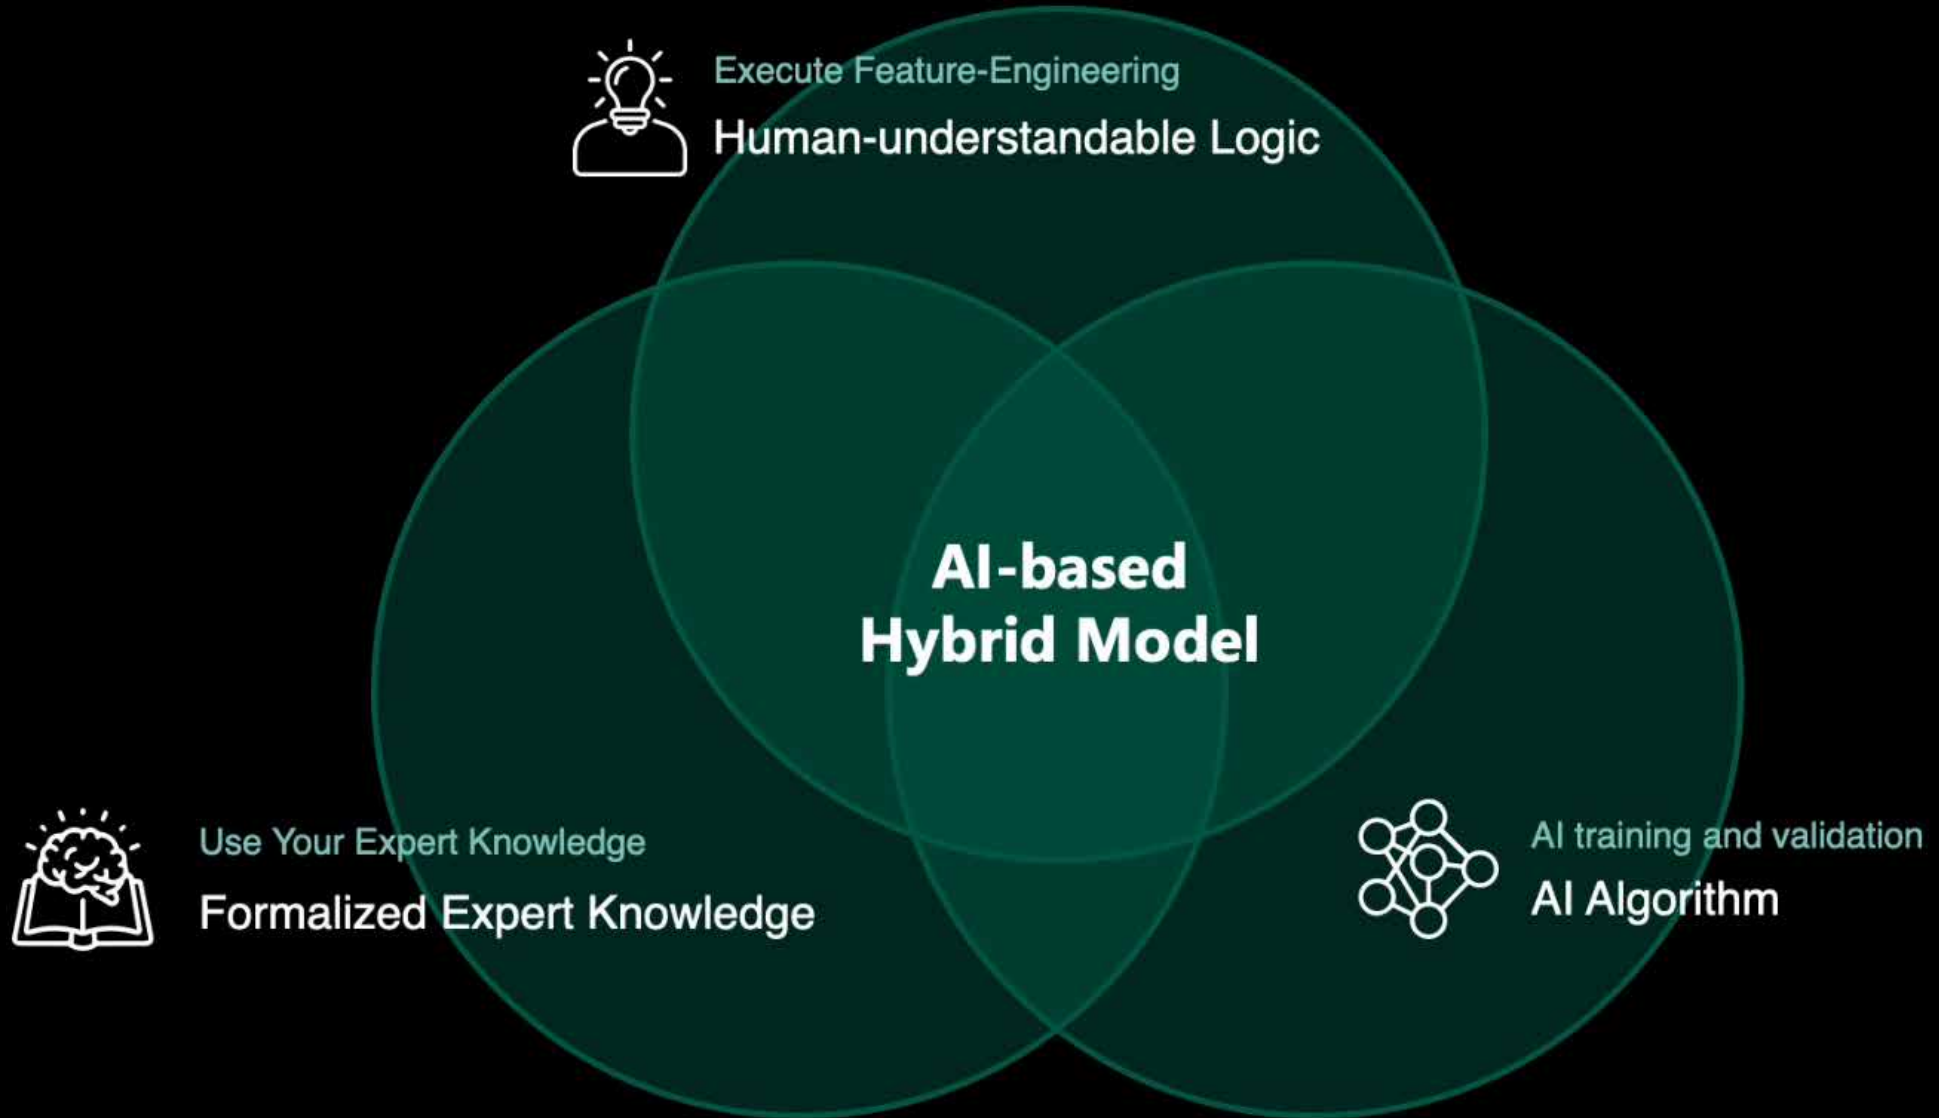 Execute Feature-Engineering
Human-understandable Logic
AI-based
Hybrid Model
Use Your Expert Knowledge
Formalized Expert Knowledge
AI training and validation
AI Algorithm